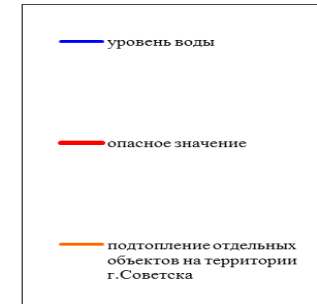 уровень воды
опасное значение
подтопление отдельных
объектов на территории
г.Советска